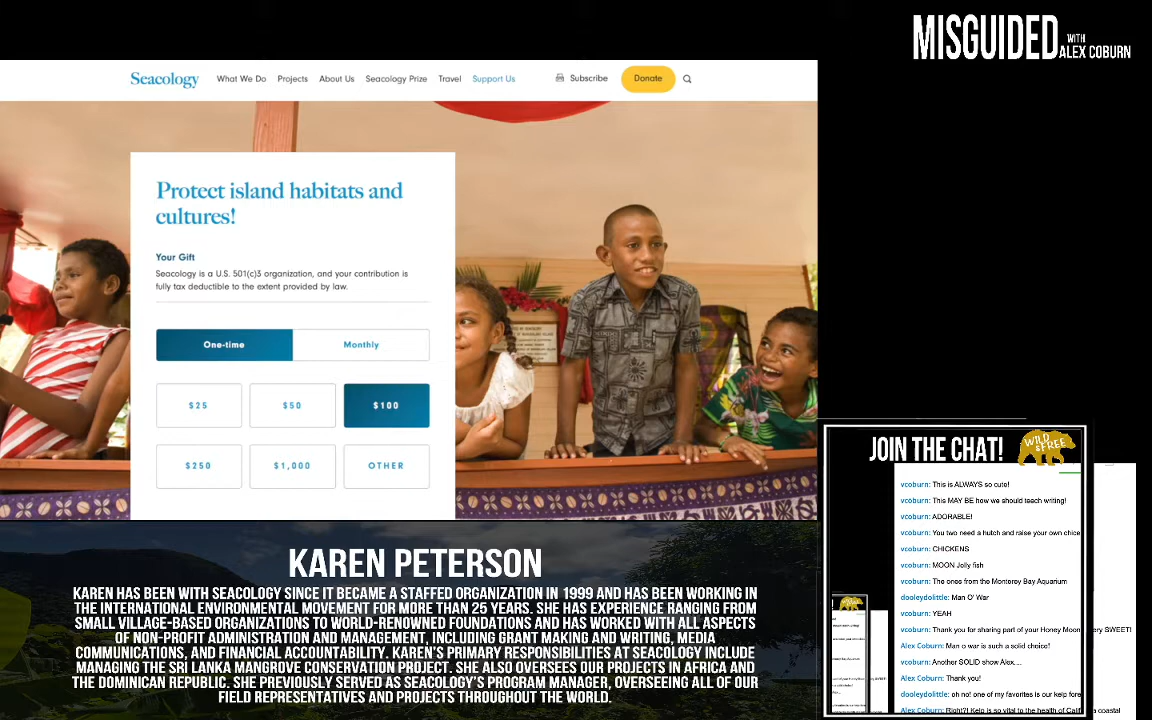 MISGUIDED WITH ALEX COBURN
Seacology What We Do Projects About Us Seacology Prize Travel Support Us Subscribe Donate
Protect island habitats and
cultures!
Your Gift
Seacology is a U.S. 501(c)3 organization, and your contribution is
fully tax deductible to the extent provided by law.
One-time Monthly
$25 $50 $100
$250 $1,000 OTHER
KAREN PETERSON
KAREN HAS BEEN WITH SEACOLOGY SINCE IT BECAME A STAFFED ORGANIZATION IN 1999 AND HAS BEEN WORKING IN
THE INTERNATIONAL ENVIRONMENTAL MOVEMENT FOR MORE THAN 25 YEARS. SHE HAS EXPERIENCE RANGING FROM
SMALL VILLAGE-BASED ORGANIZATIONS TO WORLD-RENOWNED FOUNDATIONS AND HAS WORKED WITH ALL ASPECTS
OF NON-PROFIT ADMINISTRATION AND MANAGEMENT, INCLUDING GRANT MAKING AND WRITING, MEDIA
COMMUNICATIONS, AND FINANCIAL ACCOUNTABILITY. KAREN'S PRIMARY RESPONSIBILITIES AT SEACOLOGY INCLUDE
MANAGING THE SRI LANKA MANGROVE CONSERVATION PROJECT. SHE ALSO OVERSEES OUR PROJECTS IN AFRICA AND
THE DOMINICAN REPUBLIC. SHE PREVIOUSLY SERVED AS SEACOLOGY'S PROGRAM MANAGER, OVERSEEING ALL OF OUR
FIELD REPRESENTATIVES AND PROJECTS THROUGHOUT THE WORLD.
JOIN THE CHAT! WILD & FREE
vcoburn: This is ALWAYS so cute!
vcoburn: This MAY BE how we should teach writing!
vcoburn: ADORABLE!
vcoburn: You two need a hutch and raise your own chice
vcoburn: CHICKENS
vcoburn: MOON Jelly fish
vcoburn: The ones from the Monterey Bay Aquarium
dooleydolittle: Man O' War
vcoburn: YEAH
vcoburn: Thank you for sharing part of your Honey Moon ery SWEET!
Alex Coburn: Man o war is such a solid choice!
vcoburn: Another SOLID show Alex....
Alex Coburn: Thank you!
dooleydolittle: oh no! one of my favorites is our kelp fore
Alex Coburn: Right?! Kelp is so vital to the health of Calif a coastal